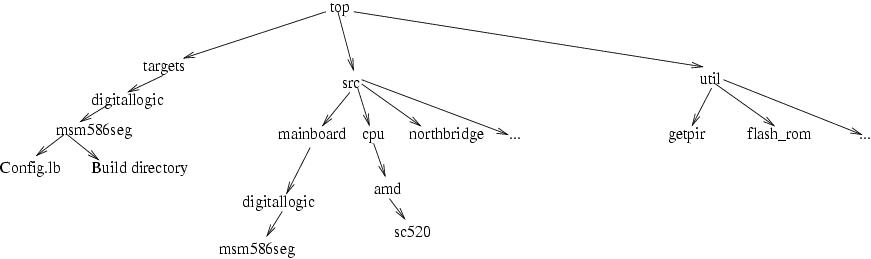 top
targets
src
util
digitallogic
msm586seg
mainboard
cpu
northbridge
...
getpir
flash_rom
...
Config.lb
Build directory
digitallogic
amd
msm586seg
sc520